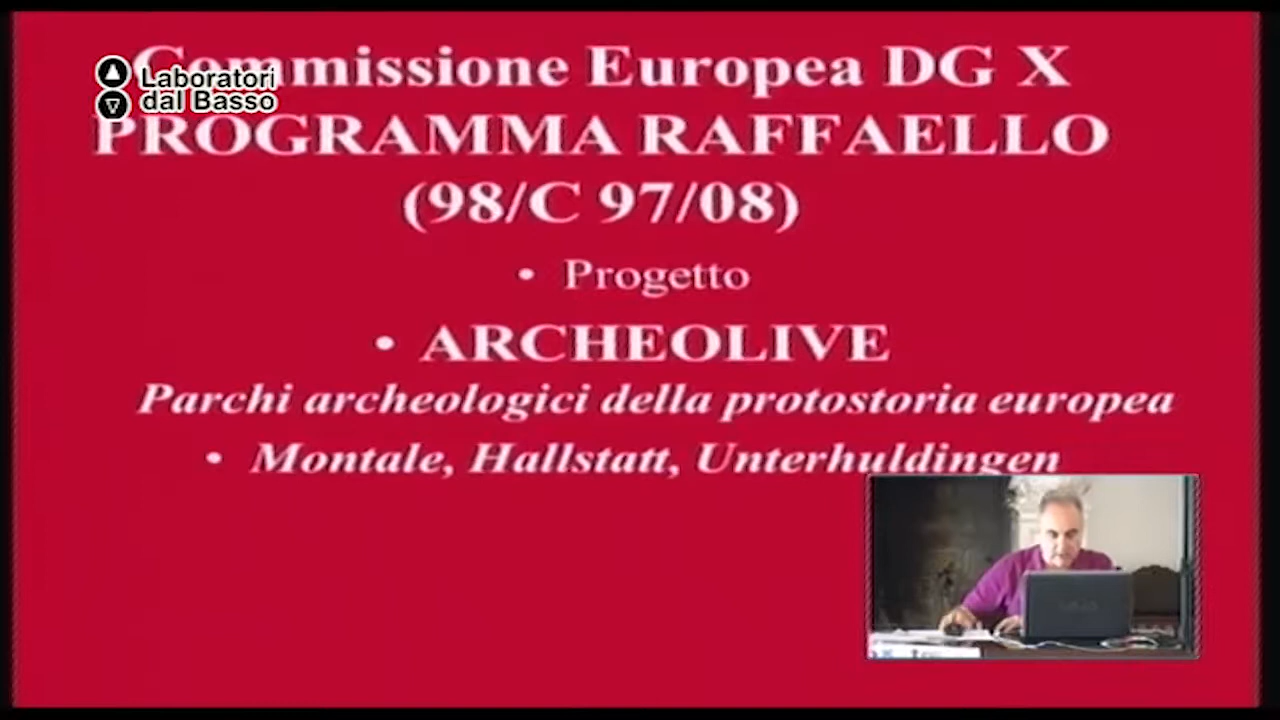 Commissione Europea DG X
Laboratori
dal Basso
PROGRAMMA RAFFAELLO
(98/C 97/08)
• Progetto
• ARCHEOLIVE
Parchi archeologici della protostoria europea
• Montale, Hallstatt, Unterhuldingen